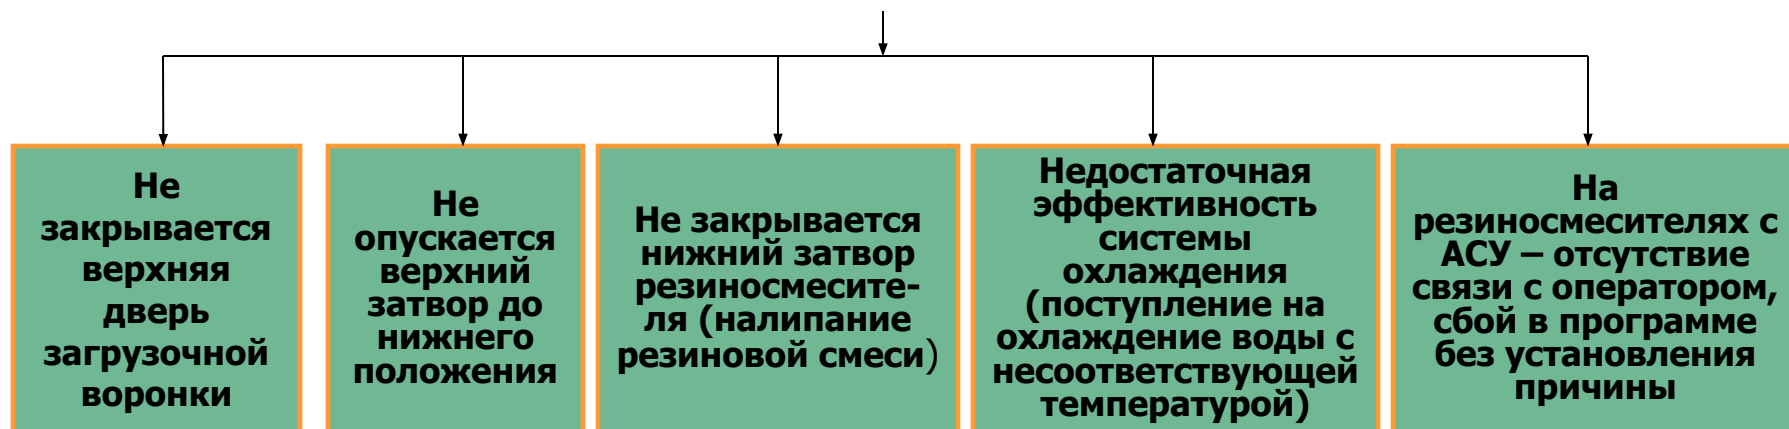 Не
закрывается
верхняя
дверь
загрузочной
воронки
Не
опускается
верхний
затвор до
нижнего
положения
Не закрывается
нижний затвор
резиносмесите-
ля (налипание
резиновой смеси)
Недостаточная
эффективность
системы
охлаждения
(поступление на
охлаждение воды с
несоответствующей
температурой)
На
резиносмесителях с
АСУ – отсутствие
связи с оператором,
сбой в программе
без установления
причины